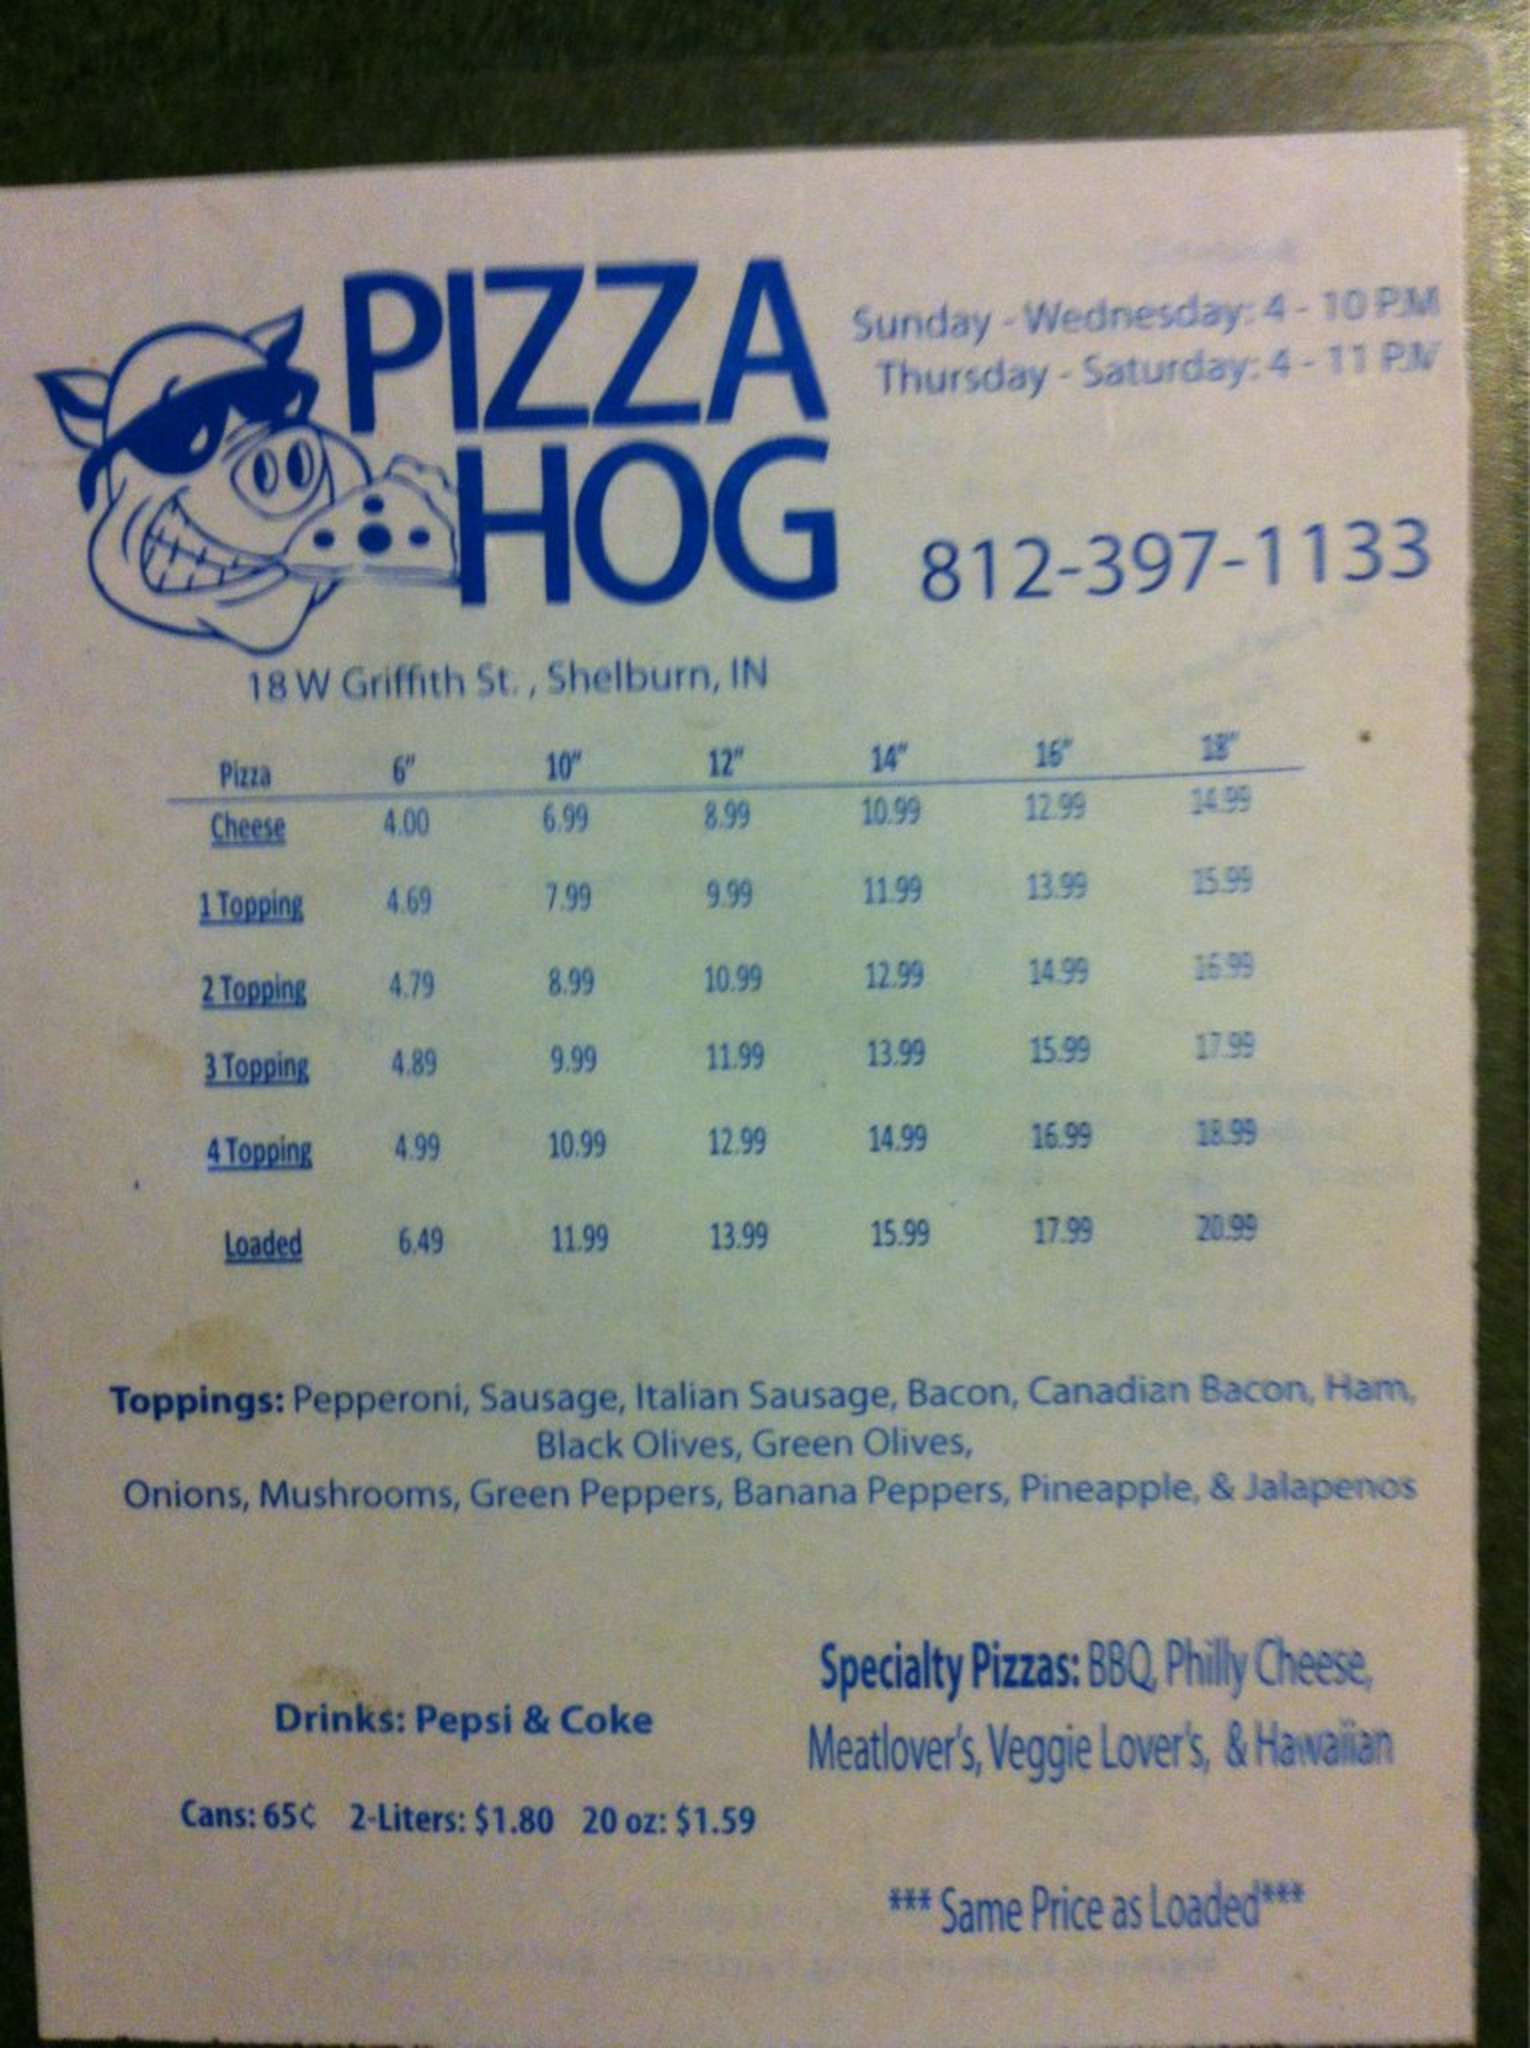 PIZZA
HOG
Sunday - Wednesday: 4 - 10 P.M
Thursday - Saturday: 4 - 11 P.M
812-397-1133
18 W Griffith St. , Shelburn, IN
Pizza 6" 10" 12" 14" 16" 18"
Cheese 4.00 6.99 8.99 10.99 12.99 14.99
1 Topping 4.69 7.99 9.99 11.99 13.99 15.99
2 Topping 4.79 8.99 10.99 12.99 14.99 16.99
3 Topping 4.89 9.99 11.99 13.99 15.99 17.99
4 Topping 4.99 10.99 12.99 14.99 16.99 18.99
Loaded 6.49 11.99 13.99 15.99 17.99 20.99
Toppings: Pepperoni, Sausage, Italian Sausage, Bacon, Canadian Bacon, Ham,
Black Olives, Green Olives,
Onions, Mushrooms, Green Peppers, Banana Peppers, Pineapple, & Jalapenos
Drinks: Pepsi & Coke
Cans: 65¢ 2-Liters: $1.80 20 oz: $1.59
Specialty Pizzas: BBQ, Philly Cheese,
Meatlover's, Veggie Lover's, & Hawaiian
*** Same Price as Loaded***